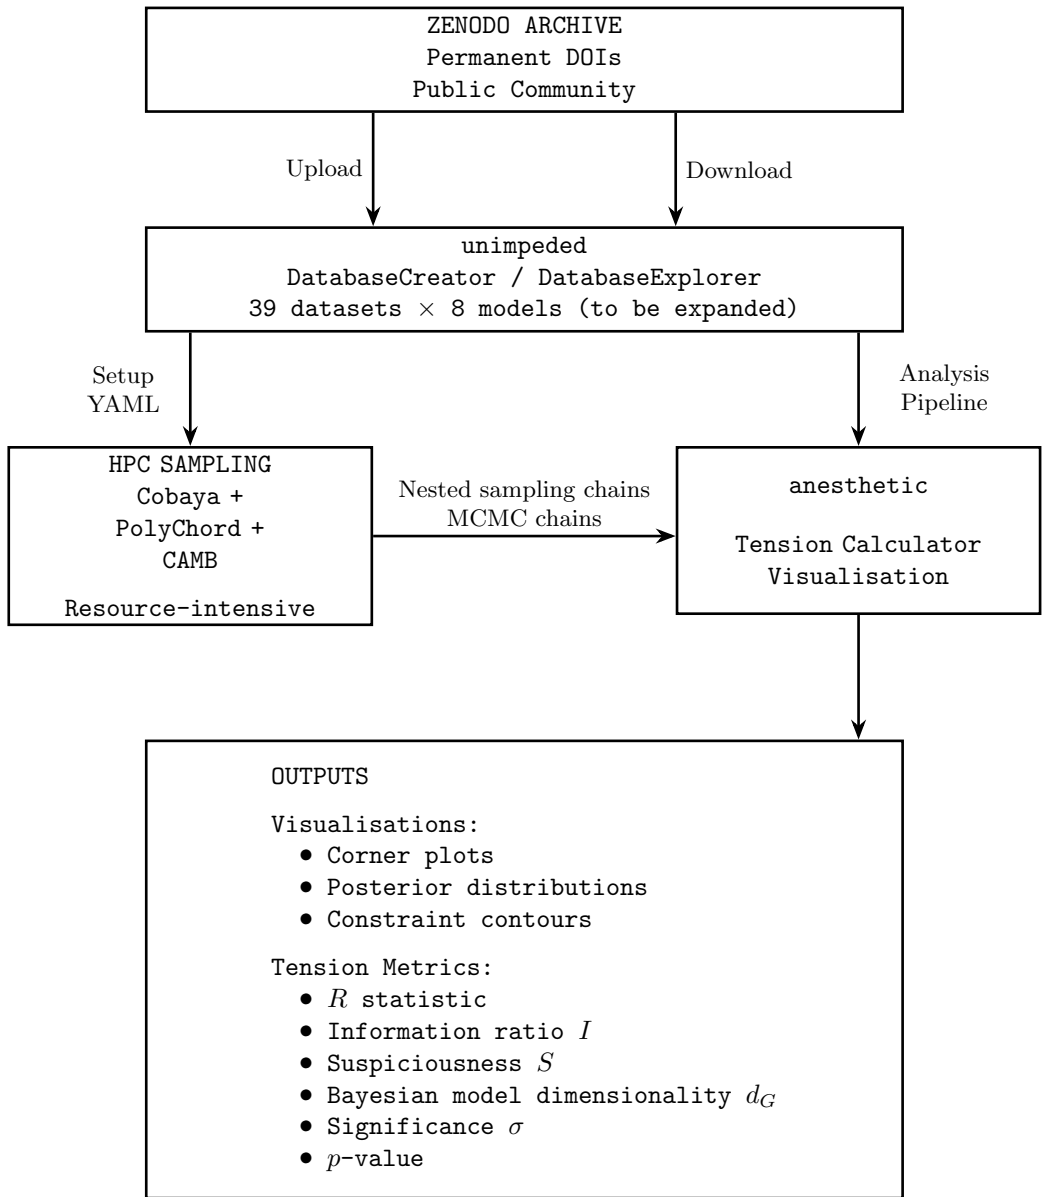 ZENODO ARCHIVE
Permanent DOIs
Public Community
Upload
Download
unimpeded
DatabaseCreator / DatabaseExplorer
39 datasets × 8 models (to be expanded)
Setup
YAML
Analysis
Pipeline
HPC SAMPLING
Cobaya +
PolyChord +
CAMB
Resource-intensive
Nested sampling chains
MCMC chains
anesthetic
Tension Calculator
Visualisation
OUTPUTS
Visualisations:
• Corner plots
• Posterior distributions
• Constraint contours
Tension Metrics:
• R statistic
• Information ratio I
• Suspiciousness S
• Bayesian model dimensionality d_G
• Significance σ
• p-value